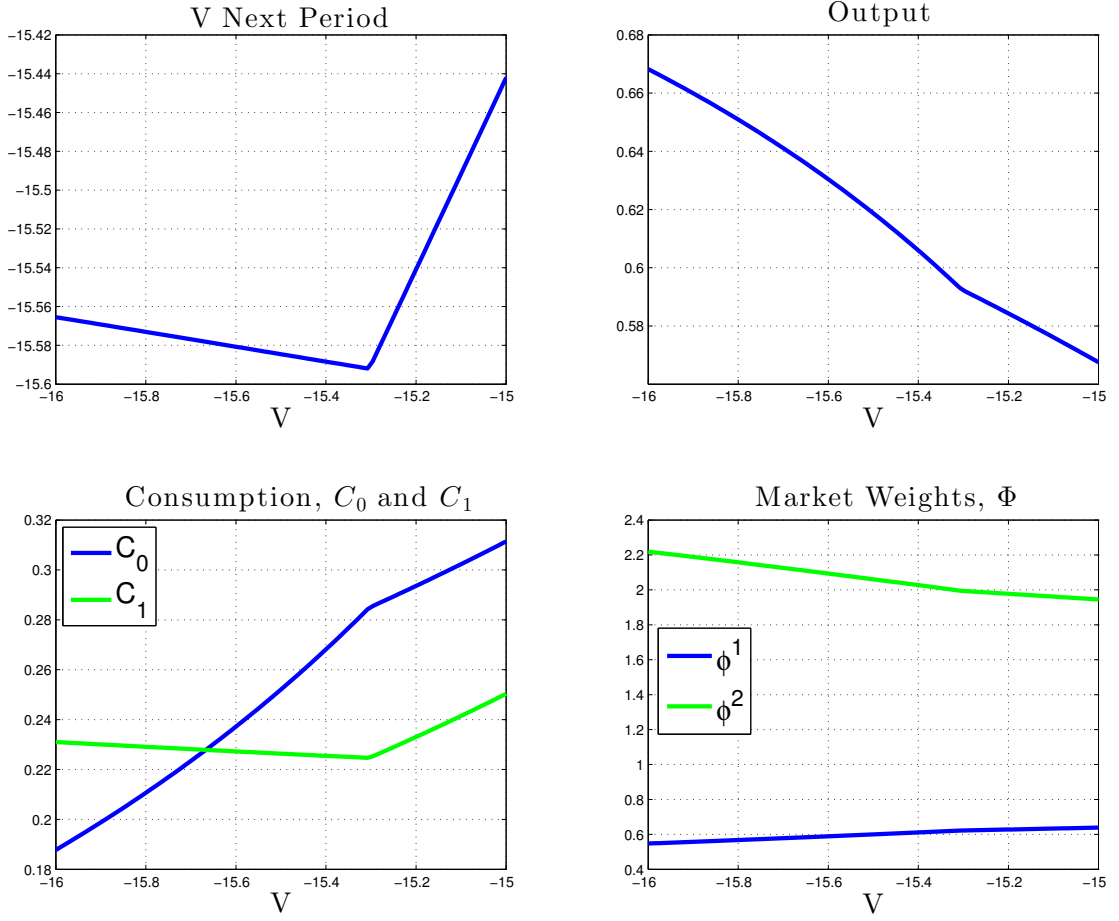 V Next Period
−15.42
−15.44
−15.46
−15.48
−15.5
−15.52
−15.54
−15.56
−15.58
−15.6
−16 −15.8 −15.6 −15.4 −15.2 −15
V
Output
0.68
0.66
0.64
0.62
0.6
0.58
−16 −15.8 −15.6 −15.4 −15.2 −15
V
Consumption, C₀ and C₁
0.32
0.3
0.28
0.26
0.24
0.22
0.2
0.18
C₀
C₁
−16 −15.8 −15.6 −15.4 −15.2 −15
V
Market Weights, Φ
2.4
2.2
2
1.8
1.6
1.4
1.2
1
0.8
0.6
0.4
ϕ¹
ϕ²
−16 −15.8 −15.6 −15.4 −15.2 −15
V